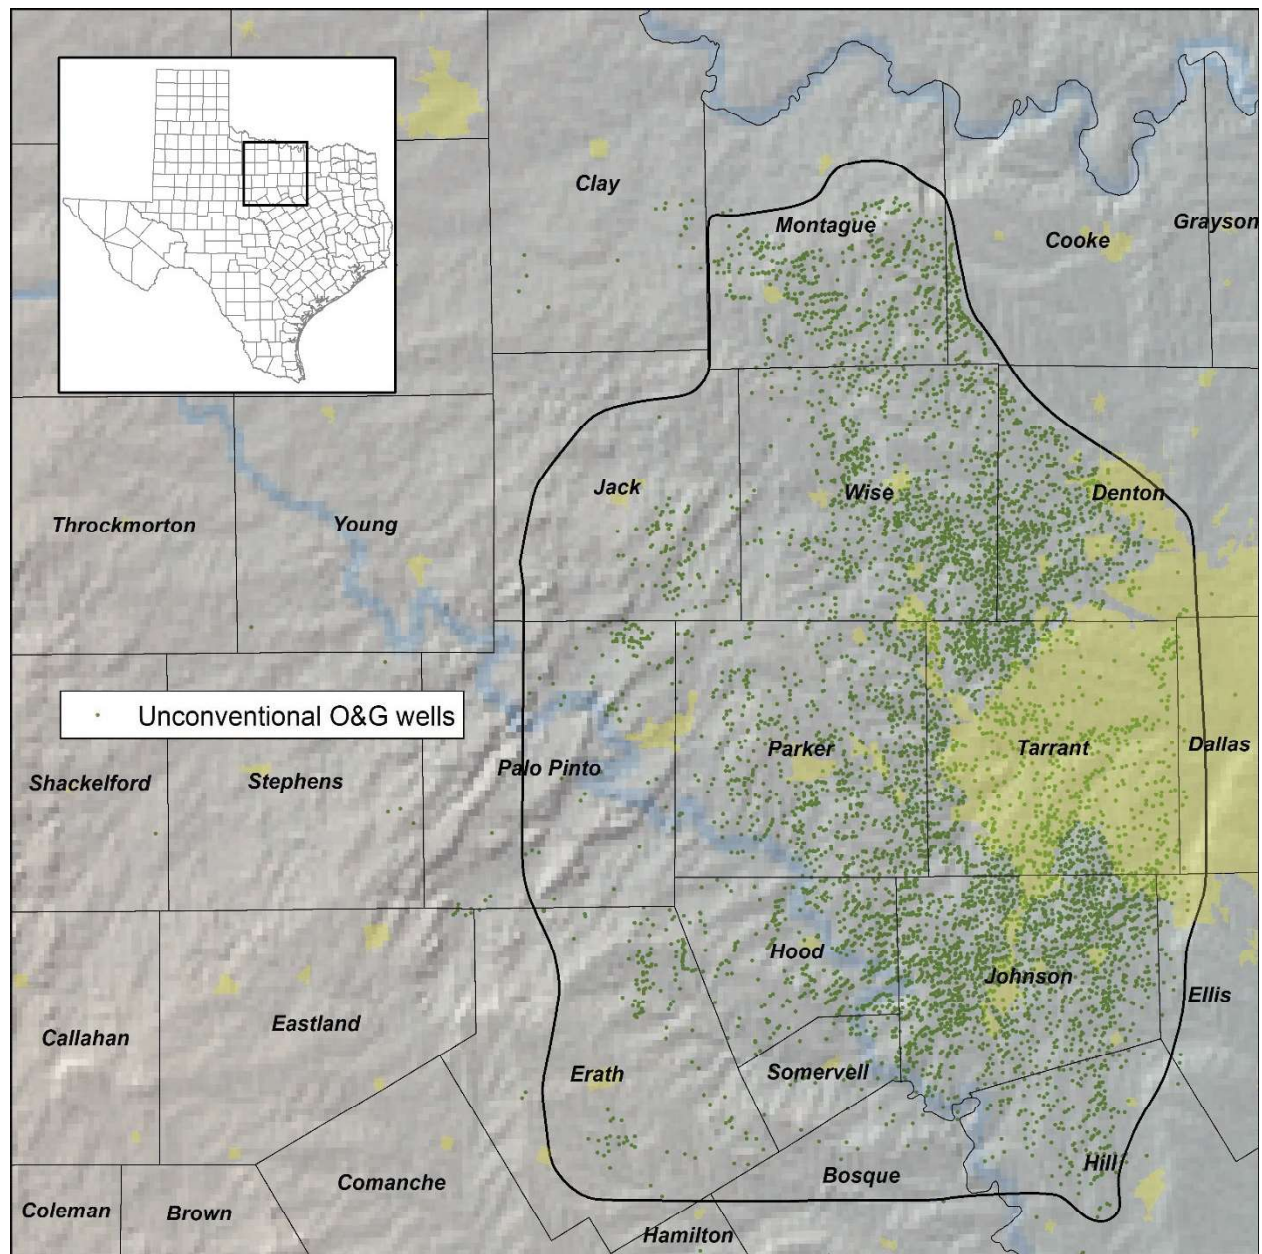 Clay
Montague
Cooke
Grayson
Jack
Wise
Denton
Throckmorton
Young
Unconventional O&G wells
Shackelford
Stephens
Palo Pinto
Parker
Tarrant
Dallas
Hood
Johnson
Ellis
Callahan
Eastland
Erath
Somervell
Hill
Bosque
Comanche
Coleman
Brown
Hamilton